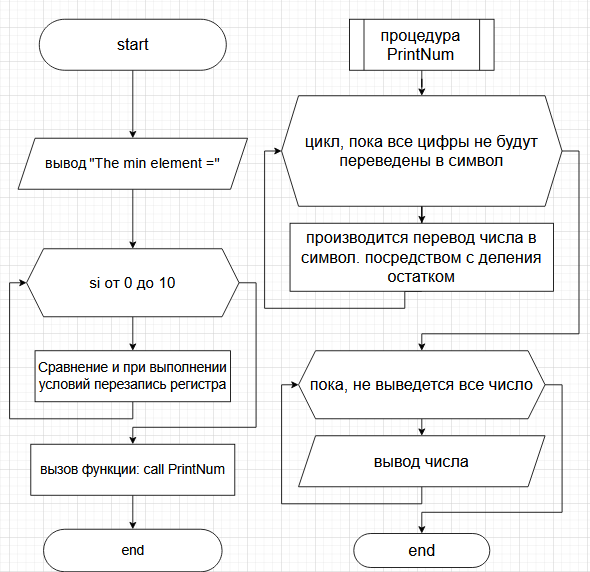 start
вывод "The min element ="
si от 0 до 10
Сравнение и при выполнении
условий перезапись регистра
вызов функции: call PrintNum
end
процедура
PrintNum
цикл, пока все цифры не будут
переведены в символ
производится перевод числа в
символ. посредством с деления
остатком
пока, не выведется все число
вывод числа
end